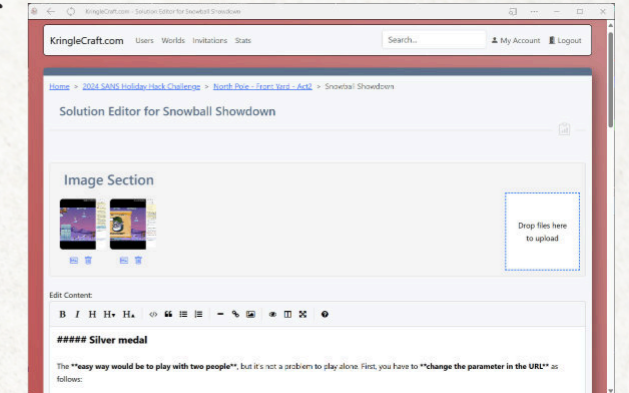 KringleCraft.com - Solution Editor for Snowball Showdown
KringleCraft.com Users Worlds Invitations Stats Search... My Account Logout
Home > 2024 SANS Holiday Hack Challenge > North Pole - Front Yard - Act2 > Snowball Showdown
Solution Editor for Snowball Showdown
Image Section
Drop files here
to upload
Edit Content:
B I H H▾ H▴
##### Silver medal
The **easy way would be to play with two people**, but it's not a problem to play alone. First, you have to **change the parameter in the URL** as
follows: